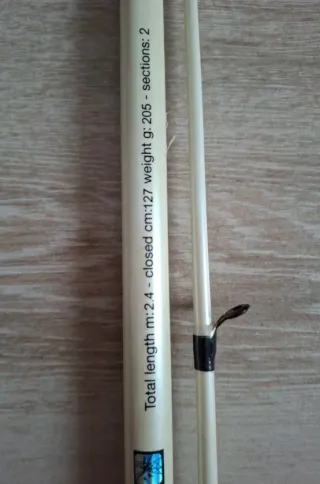 Total length m:2.4 - closed cm:127 weight g: 205 - sections: 2